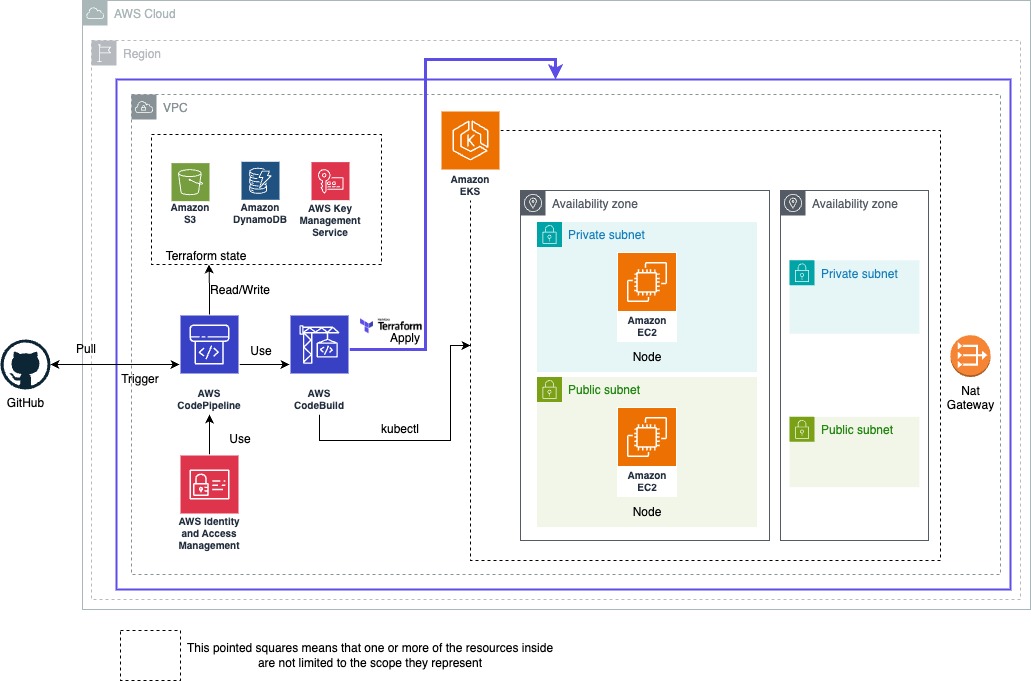 AWS Cloud
Region
VPC
Amazon
S3
Amazon
DynamoDB
AWS Key
Management
Service
Terraform state
Read/Write
Amazon
EKS
Availability zone
Private subnet
Amazon
EC2
Node
Public subnet
Amazon
EC2
Node
Availability zone
Private subnet
Public subnet
Nat
Gateway
GitHub
Pull
Trigger
AWS
CodePipeline
Use
AWS
CodeBuild
Terraform
Apply
kubectl
Use
AWS Identity
and Access
Management
This pointed squares means that one or more of the resources inside
are not limited to the scope they represent